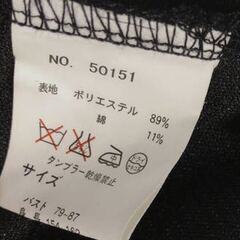 NO. 50151
表地 ポリエステル 89%
綿 11%
タンブラー乾燥禁止
サイズ
バスト 79-87